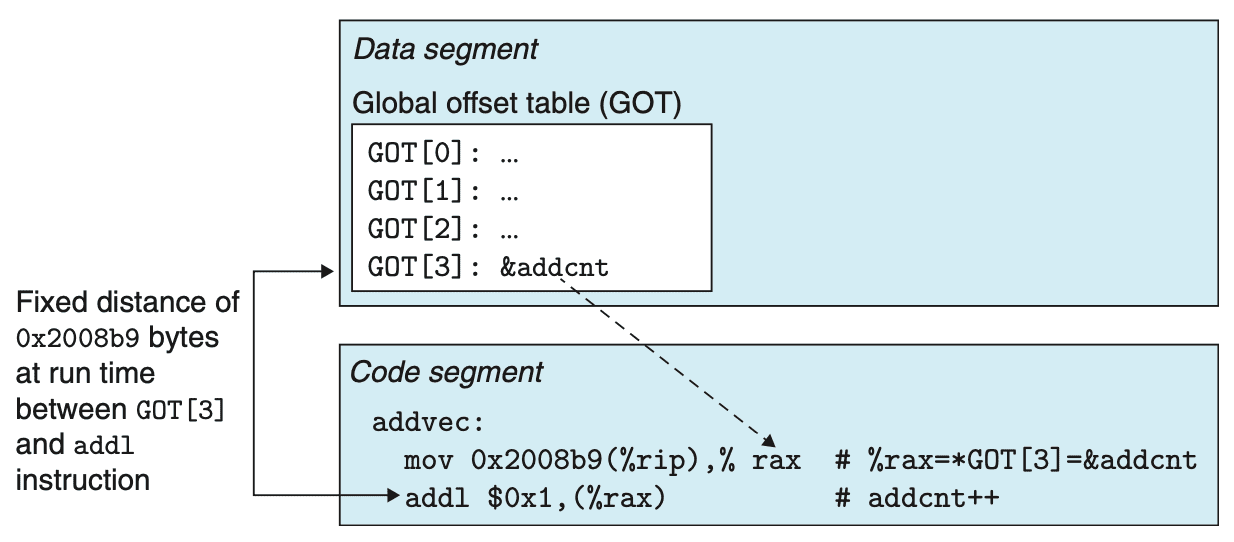 Data segment
Global offset table (GOT)
GOT[0]: …
GOT[1]: …
GOT[2]: …
GOT[3]: &addcnt
Fixed distance of
0x2008b9 bytes
at run time
between GOT[3]
and addl
instruction
Code segment
addvec:
mov 0x2008b9(%rip),% rax # %rax=*GOT[3]=&addcnt
addl $0x1,(%rax) # addcnt++